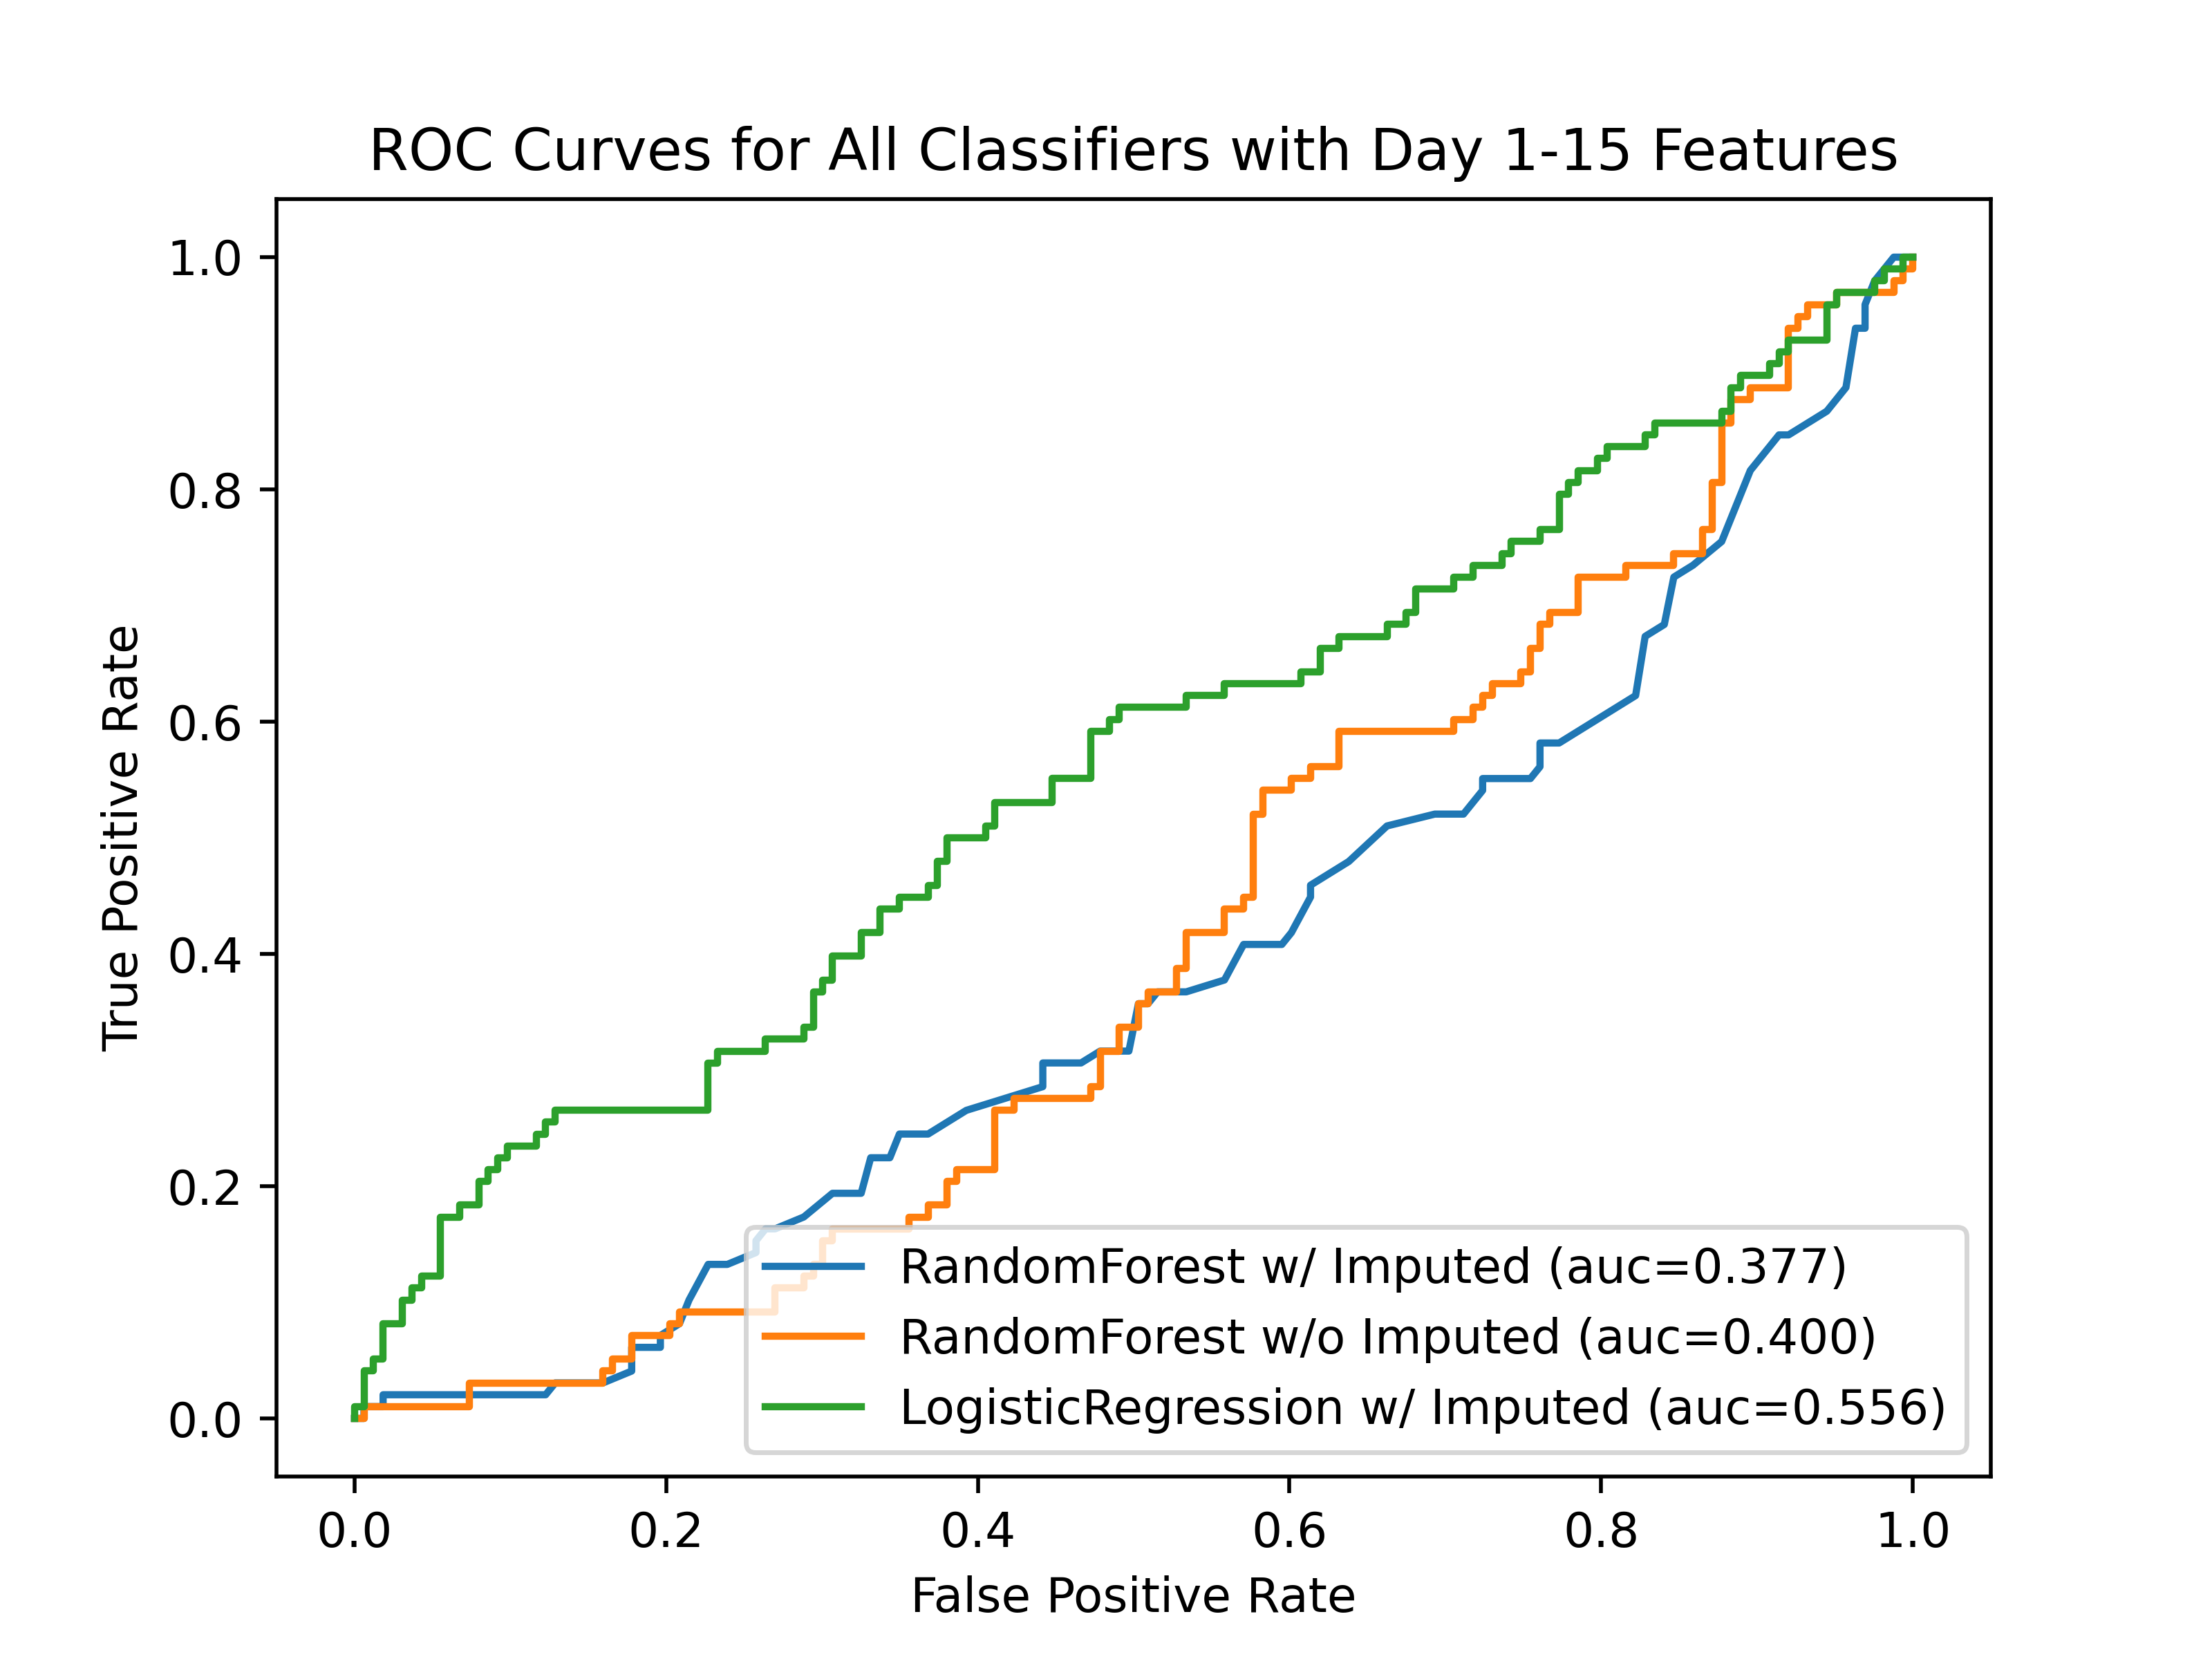 ROC Curves for All Classifiers with Day 1-15 Features
1.0
0.8
0.6
0.4
0.2
0.0
True Positive Rate
RandomForest w/ Imputed (auc=0.377)
RandomForest w/o Imputed (auc=0.400)
LogisticRegression w/ Imputed (auc=0.556)
0.0 0.2 0.4 0.6 0.8 1.0
False Positive Rate